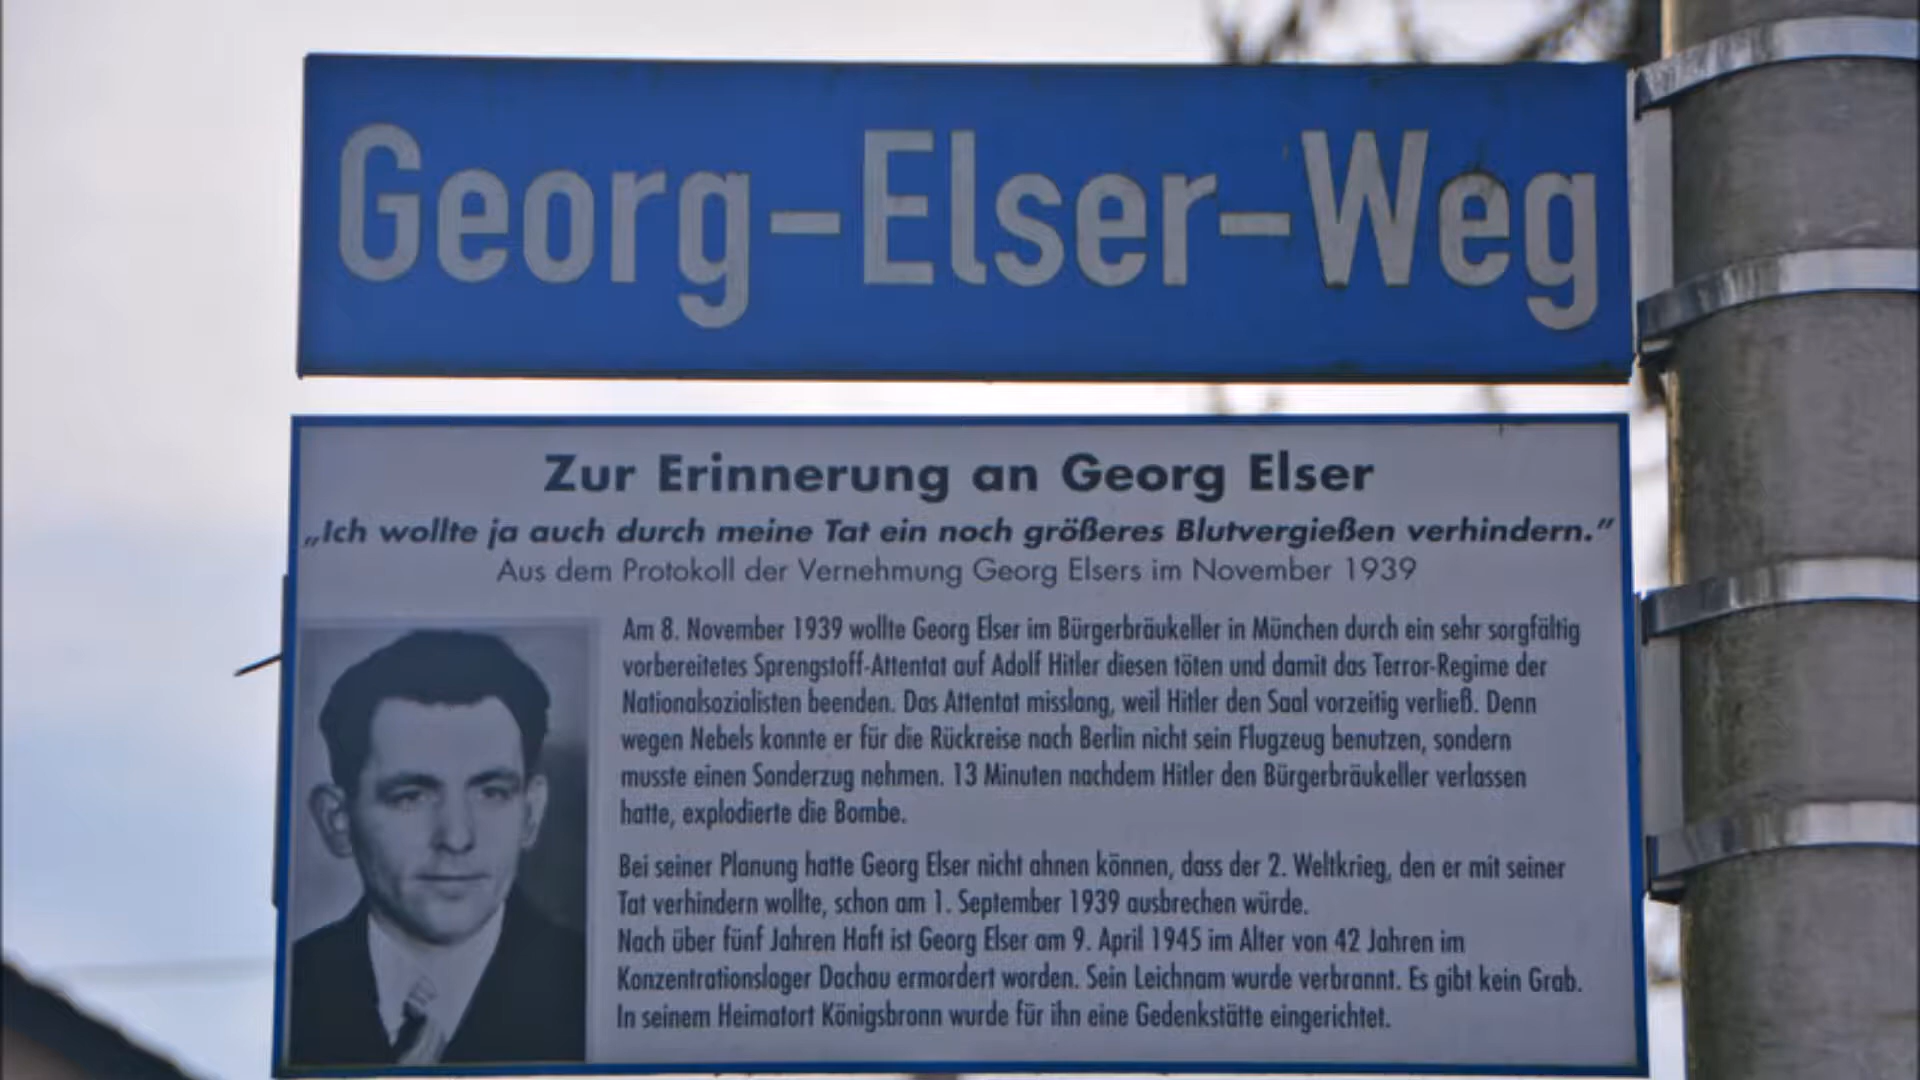 Georg-Elser-Weg
Zur Erinnerung an Georg Elser
„Ich wollte ja auch durch meine Tat ein noch größeres Blutvergießen verhindern.”
Aus dem Protokoll der Vernehmung Georg Elsers im November 1939
Am 8. November 1939 wollte Georg Elser im Bürgerbräukeller in München durch ein sehr sorgfältig
vorbereitetes Sprengstoff-Attentat auf Adolf Hitler diesen töten und damit das Terror-Regime der
Nationalsozialisten beenden. Das Attentat misslang, weil Hitler den Saal vorzeitig verließ. Denn
wegen Nebels konnte er für die Rückreise nach Berlin nicht sein Flugzeug benutzen, sondern
musste einen Sonderzug nehmen. 13 Minuten nachdem Hitler den Bürgerbräukeller verlassen
hatte, explodierte die Bombe.
Bei seiner Planung hatte Georg Elser nicht ahnen können, dass der 2. Weltkrieg, den er mit seiner
Tat verhindern wollte, schon am 1. September 1939 ausbrechen würde.
Nach über fünf Jahren Haft ist Georg Elser am 9. April 1945 im Alter von 42 Jahren im
Konzentrationslager Dachau ermordert worden. Sein Leichnam wurde verbrannt. Es gibt kein Grab.
In seinem Heimatort Königsbronn wurde für ihn eine Gedenkstätte eingerichtet.